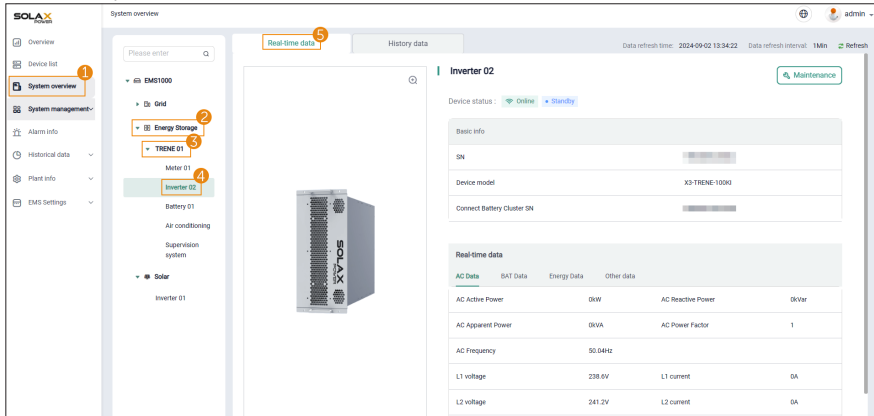 SOLAX
POWER
System overview
admin
Overview
Device list
1
System overview
System management
Alarm info
Historical data
Plant info
EMS Settings
Please enter
EMS1000
Grid
2
Energy Storage
3
TRENE 01
Meter 01
4
Inverter 02
Battery 01
Air conditioning
Supervision
system
Solar
Inverter 01
5
Real-time data History data
Data refresh time: 2024-09-02 13:34:22 Data refresh interval: 1Min Refresh
SOLAX
POWER
Inverter 02 Maintenance
Device status : Online Standby
Basic info
SN
Device model X3-TRENE-100KI
Connect Battery Cluster SN
Real-time data
AC Data BAT Data Energy Data Other data
AC Active Power 0kW AC Reactive Power 0kVar
AC Apparent Power 0kVA AC Power Factor 1
AC Frequency 50.04Hz
L1 voltage 238.6V L1 current 0A
L2 voltage 241.2V L2 current 0A